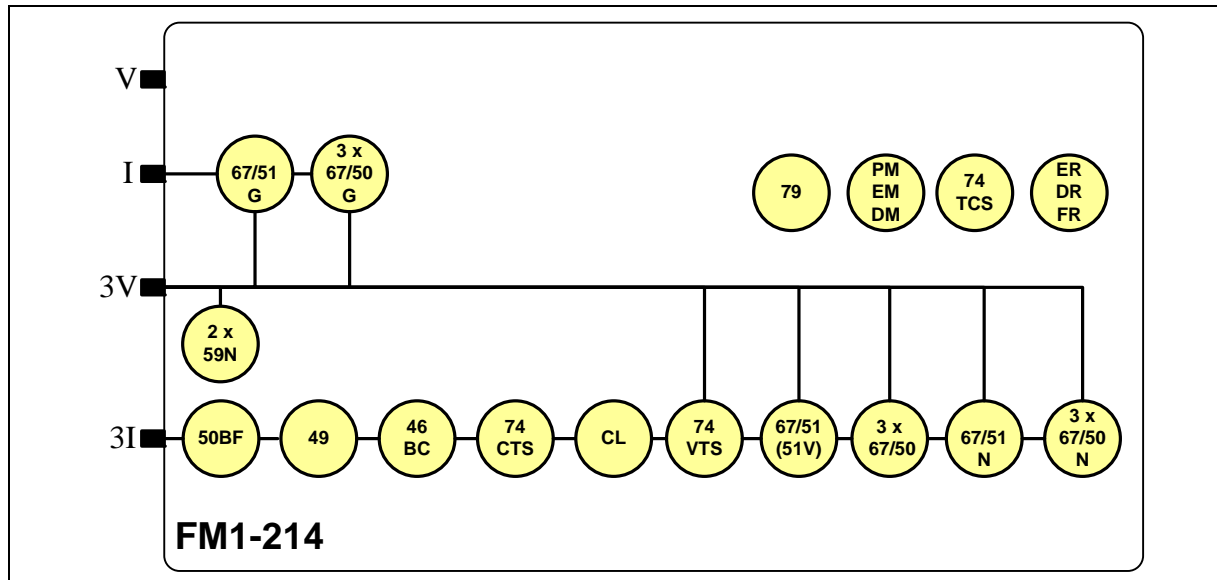 V
I
67/51
G
3 x
67/50
G
79
PM
EM
DM
74
TCS
ER
DR
FR
3V
2 x
59N
3I
50BF
49
46
BC
74
CTS
CL
74
VTS
67/51
(51V)
3 x
67/50
67/51
N
3 x
67/50
N
FM1-214